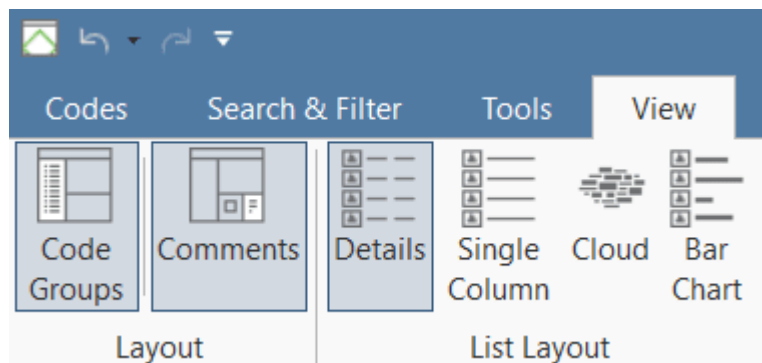 Codes Search & Filter Tools View
Code Groups Comments Details Single Column Cloud Bar Chart
Layout List Layout